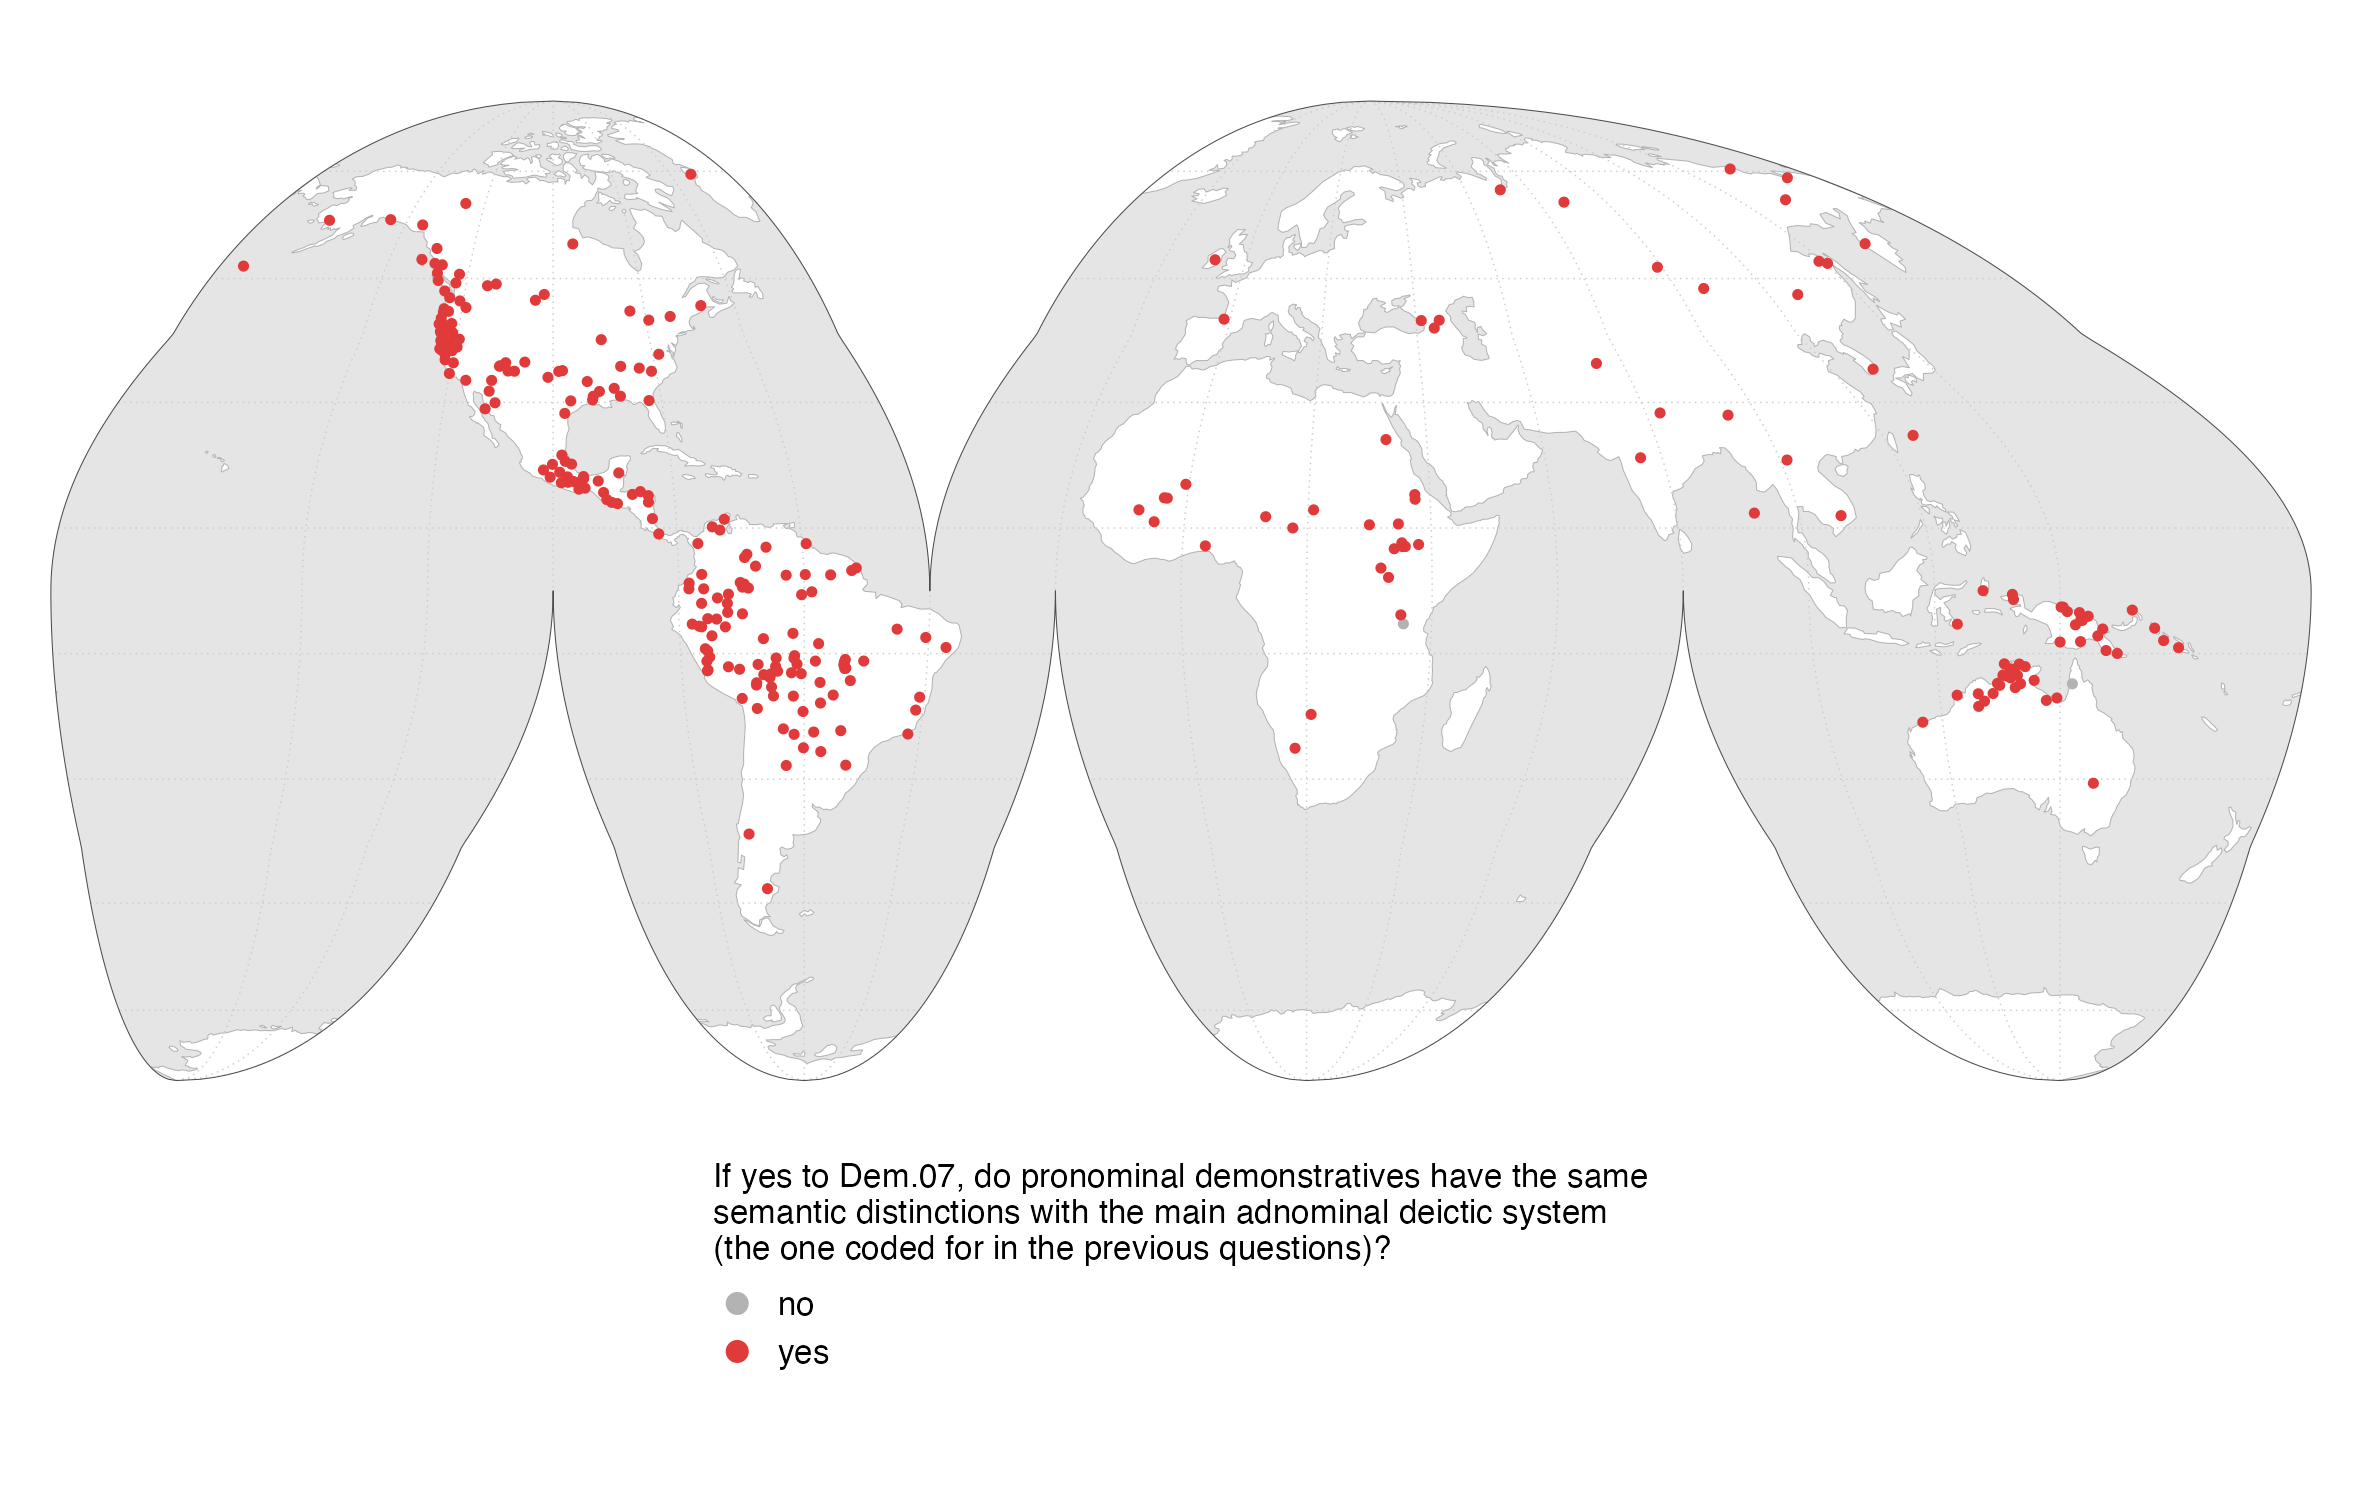 If yes to Dem.07, do pronominal demonstratives have the same
semantic distinctions with the main adnominal deictic system
(the one coded for in the previous questions)?
no
yes